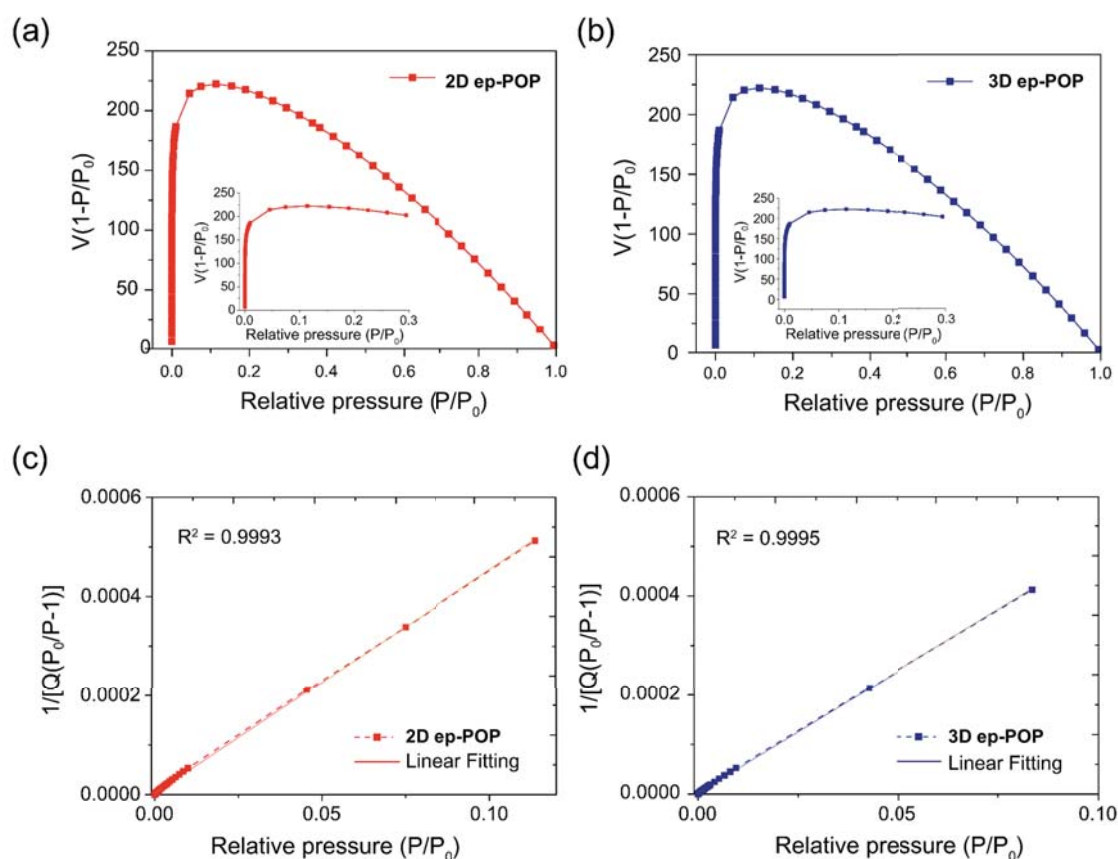 (a)
250
200
150
100
50
0
V(1-P/P₀)
2D ep-POP
250
200
150
100
50
0
V(1-P/P₀)
0.0 0.1 0.2 0.3
Relative pressure (P/P₀)
0.0 0.2 0.4 0.6 0.8 1.0
Relative pressure (P/P₀)
(b)
250
200
150
100
50
0
V(1-P/P₀)
3D ep-POP
250
200
150
100
50
0
V(1-P/P₀)
0.0 0.1 0.2 0.3
Relative pressure (P/P₀)
0.0 0.2 0.4 0.6 0.8 1.0
Relative pressure (P/P₀)
(c)
0.0006
0.0004
0.0002
0.0000
1/[Q(P₀/P-1)]
R² = 0.9993
2D ep-POP
Linear Fitting
0.00 0.05 0.10
Relative pressure (P/P₀)
(d)
0.0006
0.0004
0.0002
0.0000
1/[Q(P₀/P-1)]
R² = 0.9995
3D ep-POP
Linear Fitting
0.00 0.05 0.10
Relative pressure (P/P₀)